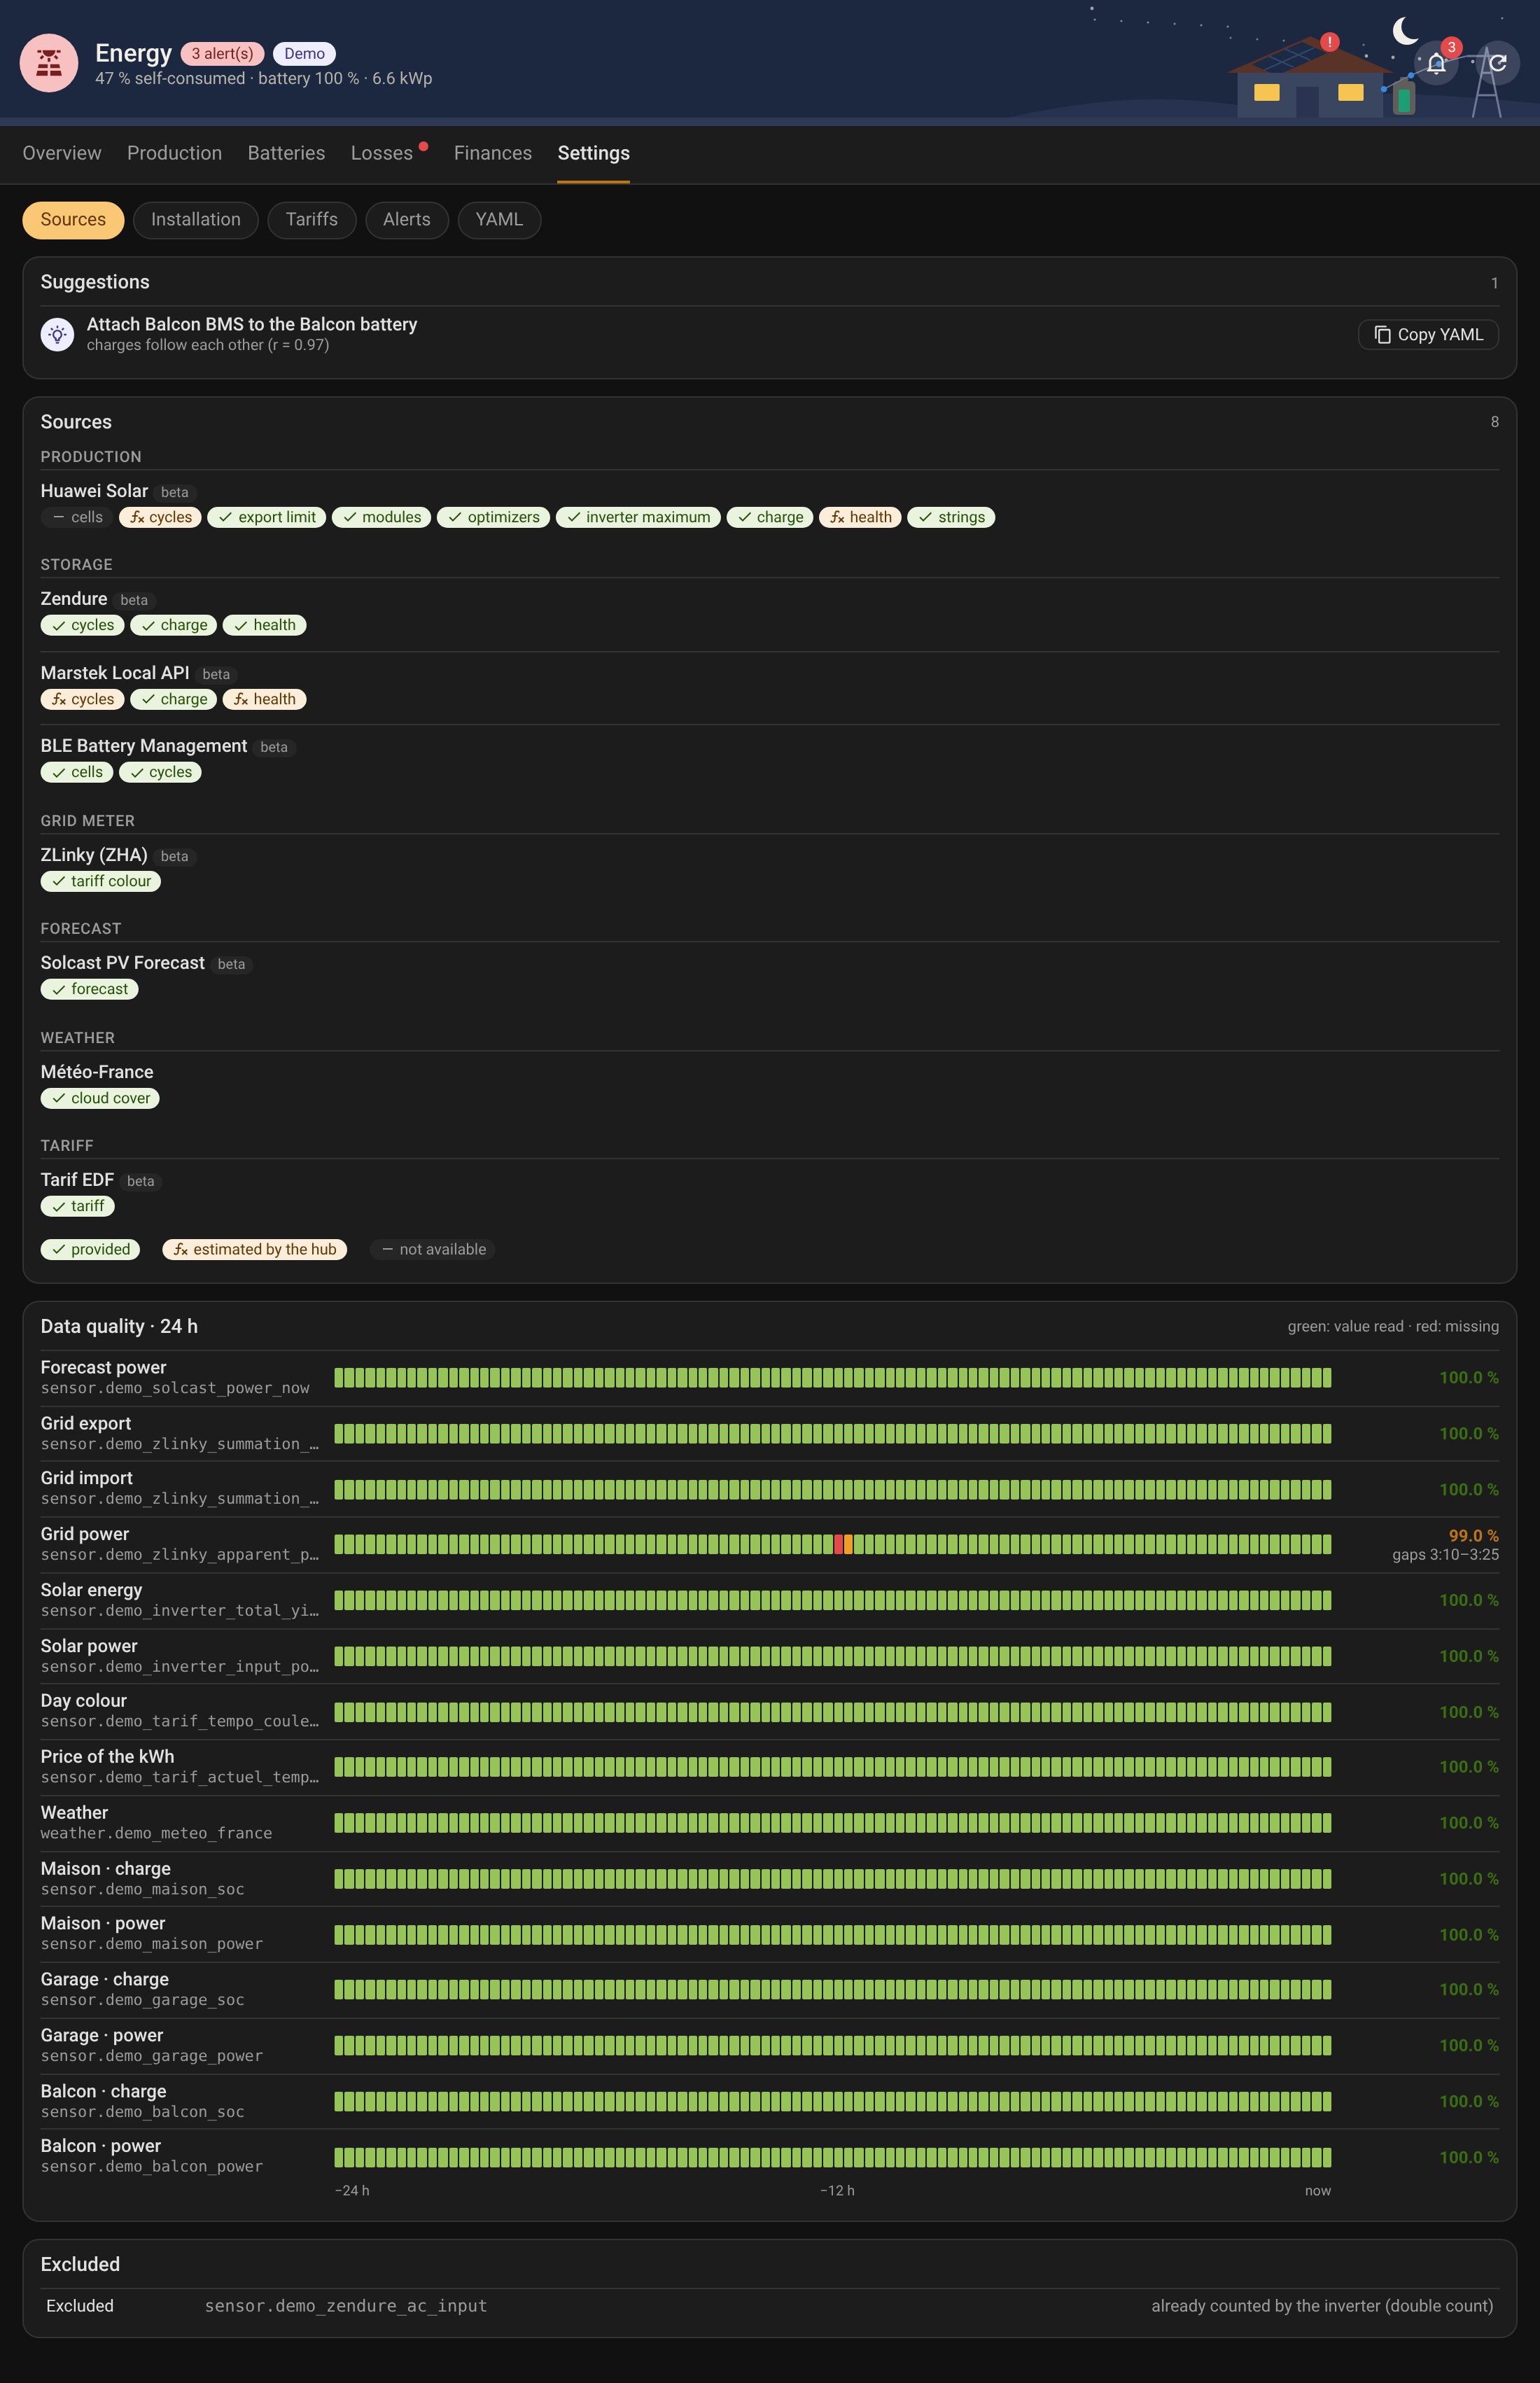 Energy 3 alert(s) Demo
47 % self-consumed · battery 100 % · 6.6 kWp
!
3
Overview Production Batteries Losses Finances Settings
Sources Installation Tariffs Alerts YAML
Suggestions 1
Attach Balcon BMS to the Balcon battery
charges follow each other (r = 0.97)
Copy YAML
Sources 8
PRODUCTION
Huawei Solar beta
cells cycles export limit modules optimizers inverter maximum charge health strings
STORAGE
Zendure beta
cycles charge health
Marstek Local API beta
cycles charge health
BLE Battery Management beta
cells cycles
GRID METER
ZLinky (ZHA) beta
tariff colour
FORECAST
Solcast PV Forecast beta
forecast
WEATHER
Météo-France
cloud cover
TARIFF
Tarif EDF beta
tariff
provided estimated by the hub not available
Data quality · 24 h green: value read · red: missing
Forecast power
sensor.demo_solcast_power_now
100.0 %
Grid export
sensor.demo_zlinky_summation_…
100.0 %
Grid import
sensor.demo_zlinky_summation_…
100.0 %
Grid power
sensor.demo_zlinky_apparent_p…
99.0 %
gaps 3:10–3:25
Solar energy
sensor.demo_inverter_total_yi…
100.0 %
Solar power
sensor.demo_inverter_input_po…
100.0 %
Day colour
sensor.demo_tarif_tempo_coule…
100.0 %
Price of the kWh
sensor.demo_tarif_actuel_temp…
100.0 %
Weather
weather.demo_meteo_france
100.0 %
Maison · charge
sensor.demo_maison_soc
100.0 %
Maison · power
sensor.demo_maison_power
100.0 %
Garage · charge
sensor.demo_garage_soc
100.0 %
Garage · power
sensor.demo_garage_power
100.0 %
Balcon · charge
sensor.demo_balcon_soc
100.0 %
Balcon · power
sensor.demo_balcon_power
100.0 %
−24 h −12 h now
Excluded
Excluded sensor.demo_zendure_ac_input already counted by the inverter (double count)